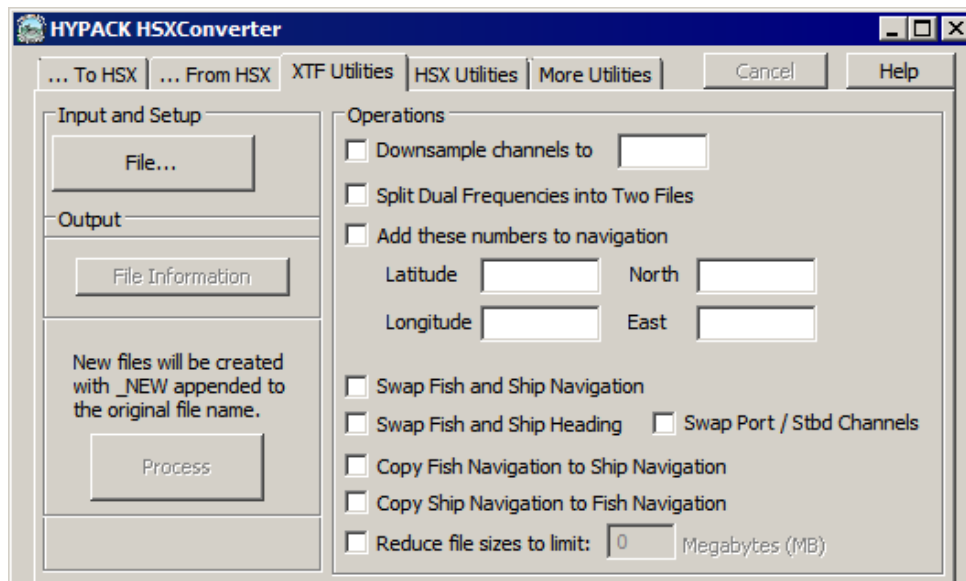 HYPACK HSXConverter
... To HSX
... From HSX
XTF Utilities
HSX Utilities
More Utilities
Cancel
Help
Input and Setup
File...
Output
File Information
New files will be created
with _NEW appended to
the original file name.
Process
Operations
Downsample channels to
Split Dual Frequencies into Two Files
Add these numbers to navigation
Latitude
North
Longitude
East
Swap Fish and Ship Navigation
Swap Fish and Ship Heading
Swap Port / Stbd Channels
Copy Fish Navigation to Ship Navigation
Copy Ship Navigation to Fish Navigation
Reduce file sizes to limit:
0
Megabytes (MB)